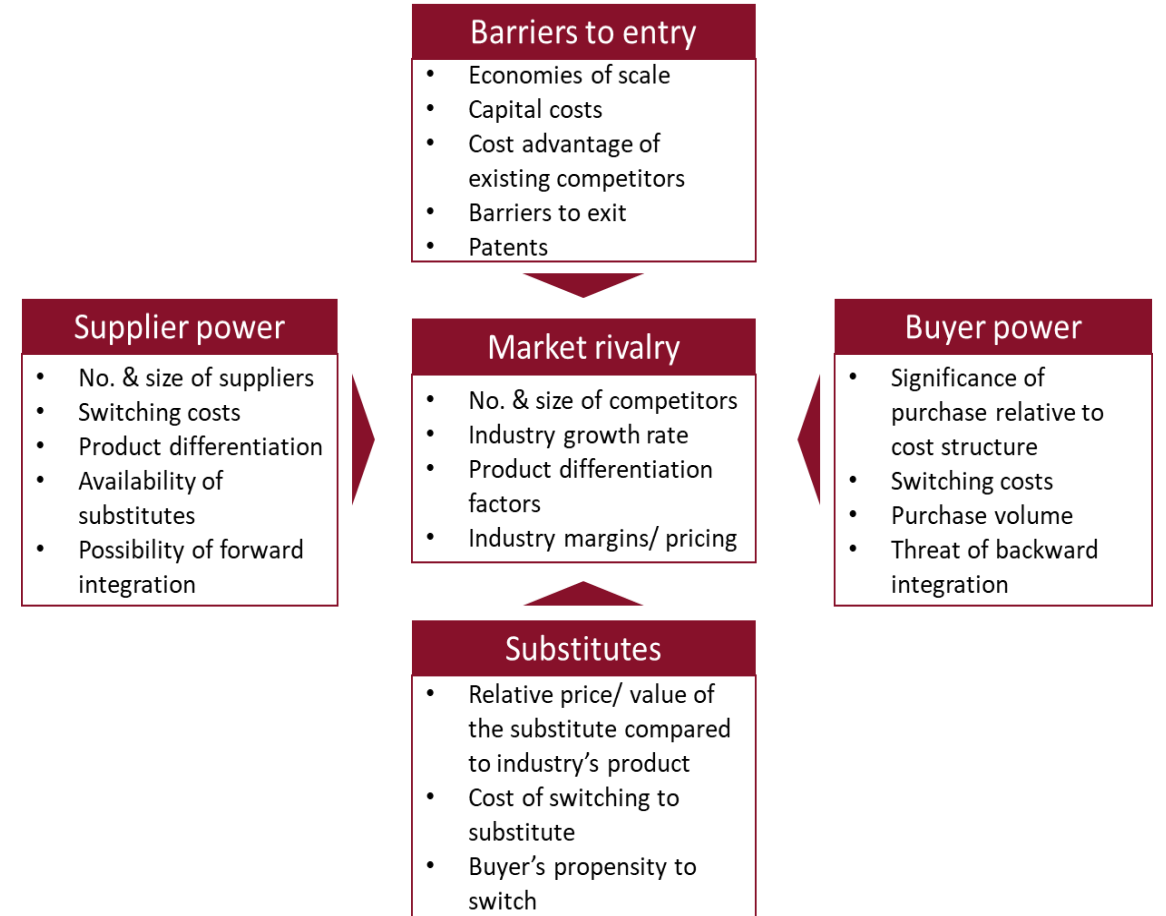 Barriers to entry
• Economies of scale
• Capital costs
• Cost advantage of
existing competitors
• Barriers to exit
• Patents
Supplier power
• No. & size of suppliers
• Switching costs
• Product differentiation
• Availability of
substitutes
• Possibility of forward
integration
Market rivalry
• No. & size of competitors
• Industry growth rate
• Product differentiation
factors
• Industry margins/ pricing
Buyer power
• Significance of
purchase relative to
cost structure
• Switching costs
• Purchase volume
• Threat of backward
integration
Substitutes
• Relative price/ value of
the substitute compared
to industry’s product
• Cost of switching to
substitute
• Buyer’s propensity to
switch